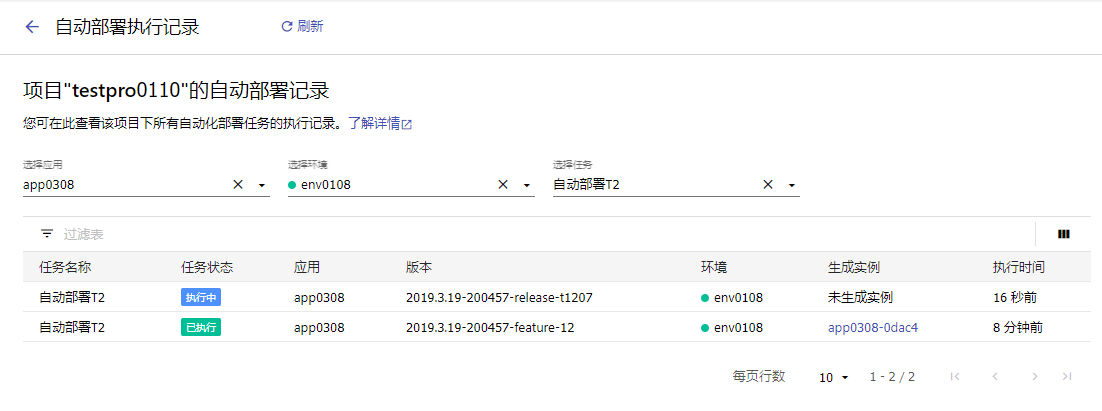 自动部署执行记录 刷新
项目"testpro0110"的自动部署记录
您可在此查看该项目下所有自动化部署任务的执行记录。了解详情
选择应用 选择环境 选择任务
app0308 env0108 自动部署T2
过滤表
任务名称 任务状态 应用 版本 环境 生成实例 执行时间
自动部署T2 执行中 app0308 2019.3.19-200457-release-t1207 env0108 未生成实例 16 秒前
自动部署T2 已执行 app0308 2019.3.19-200457-feature-12 env0108 app0308-0dac4 8 分钟前
每页行数 10 1 - 2 / 2